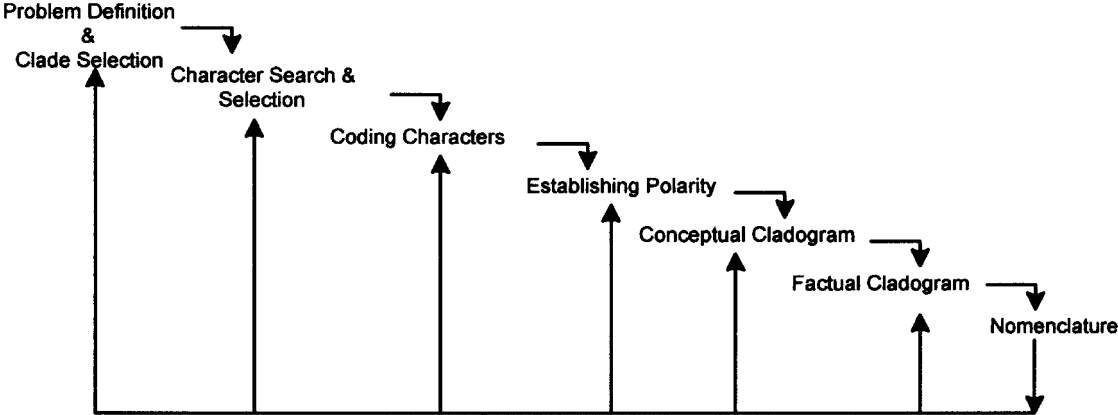 Problem Definition
&
Clade Selection
Character Search &
Selection
Coding Characters
Establishing Polarity
Conceptual Cladogram
Factual Cladogram
Nomenclature